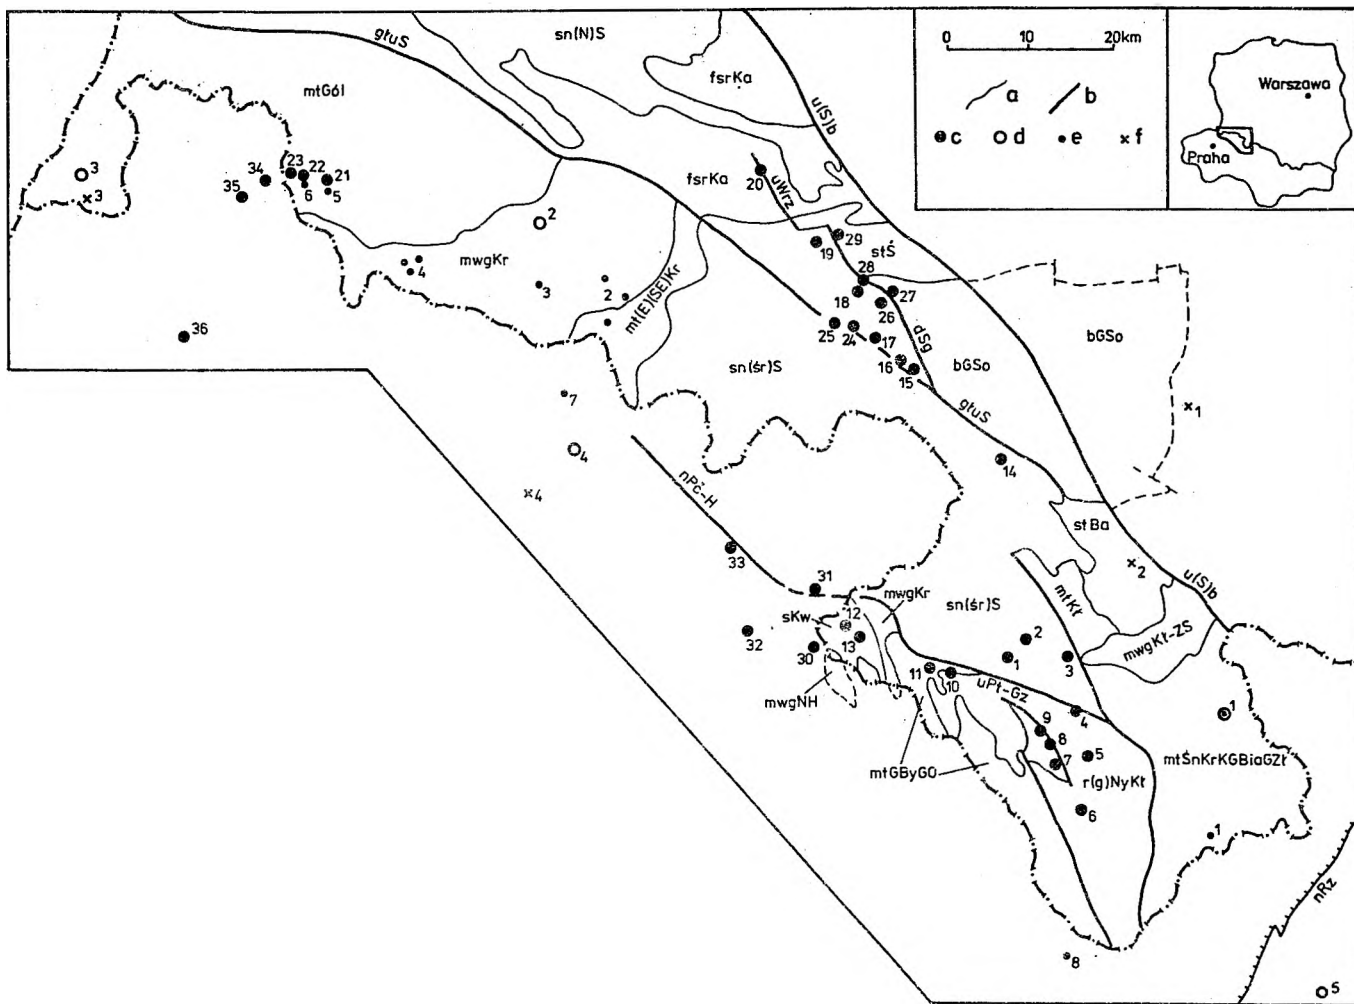 głuS
sn(N)S
fsrKa
u(S)b
0 10 20km
a b
c d e f
Warszawa
Praha
mtGól
3
3
34
23
22
21
35
6
5
20
uWrz
fsrKa
2
29
19
stŚ
mwgKr
4
3
2
mt(E)(SE)Kr
28
18
27
26
bGSo
bGSo
dSg
25
24
17
16
15
36
sn(śr)S
7
głuS
1
4
14
4
nPč-H
stBa
2
33
u(S)b
31
mwgKr
sn(śr)S
mtKł
sKw
12
13
32
30
2
1
3
mwgKł-ZS
11
10
uPt-Gz
mwgNH
4
1
9
8
5
7
mtGByGO
mtŚnKrKGBiaGZł
r(g)NyKł
6
1
nRz
8
5